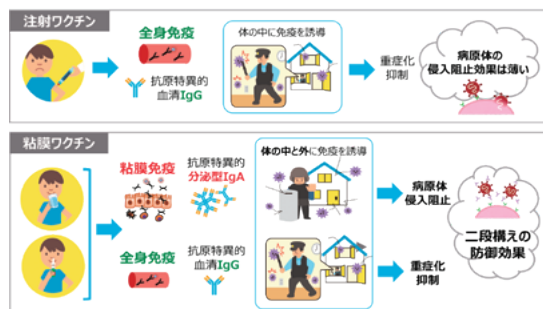 注射ワクチン
全身免疫
抗原特異的
血清IgG
体の中に免疫を誘導
重症化
抑制
病原体の
侵入阻止効果は薄い
粘膜ワクチン
粘膜免疫
抗原特異的
分泌型IgA
体の中と外に免疫を誘導
病原体
侵入阻止
全身免疫
抗原特異的
血清IgG
重症化
抑制
二段構えの
防御効果